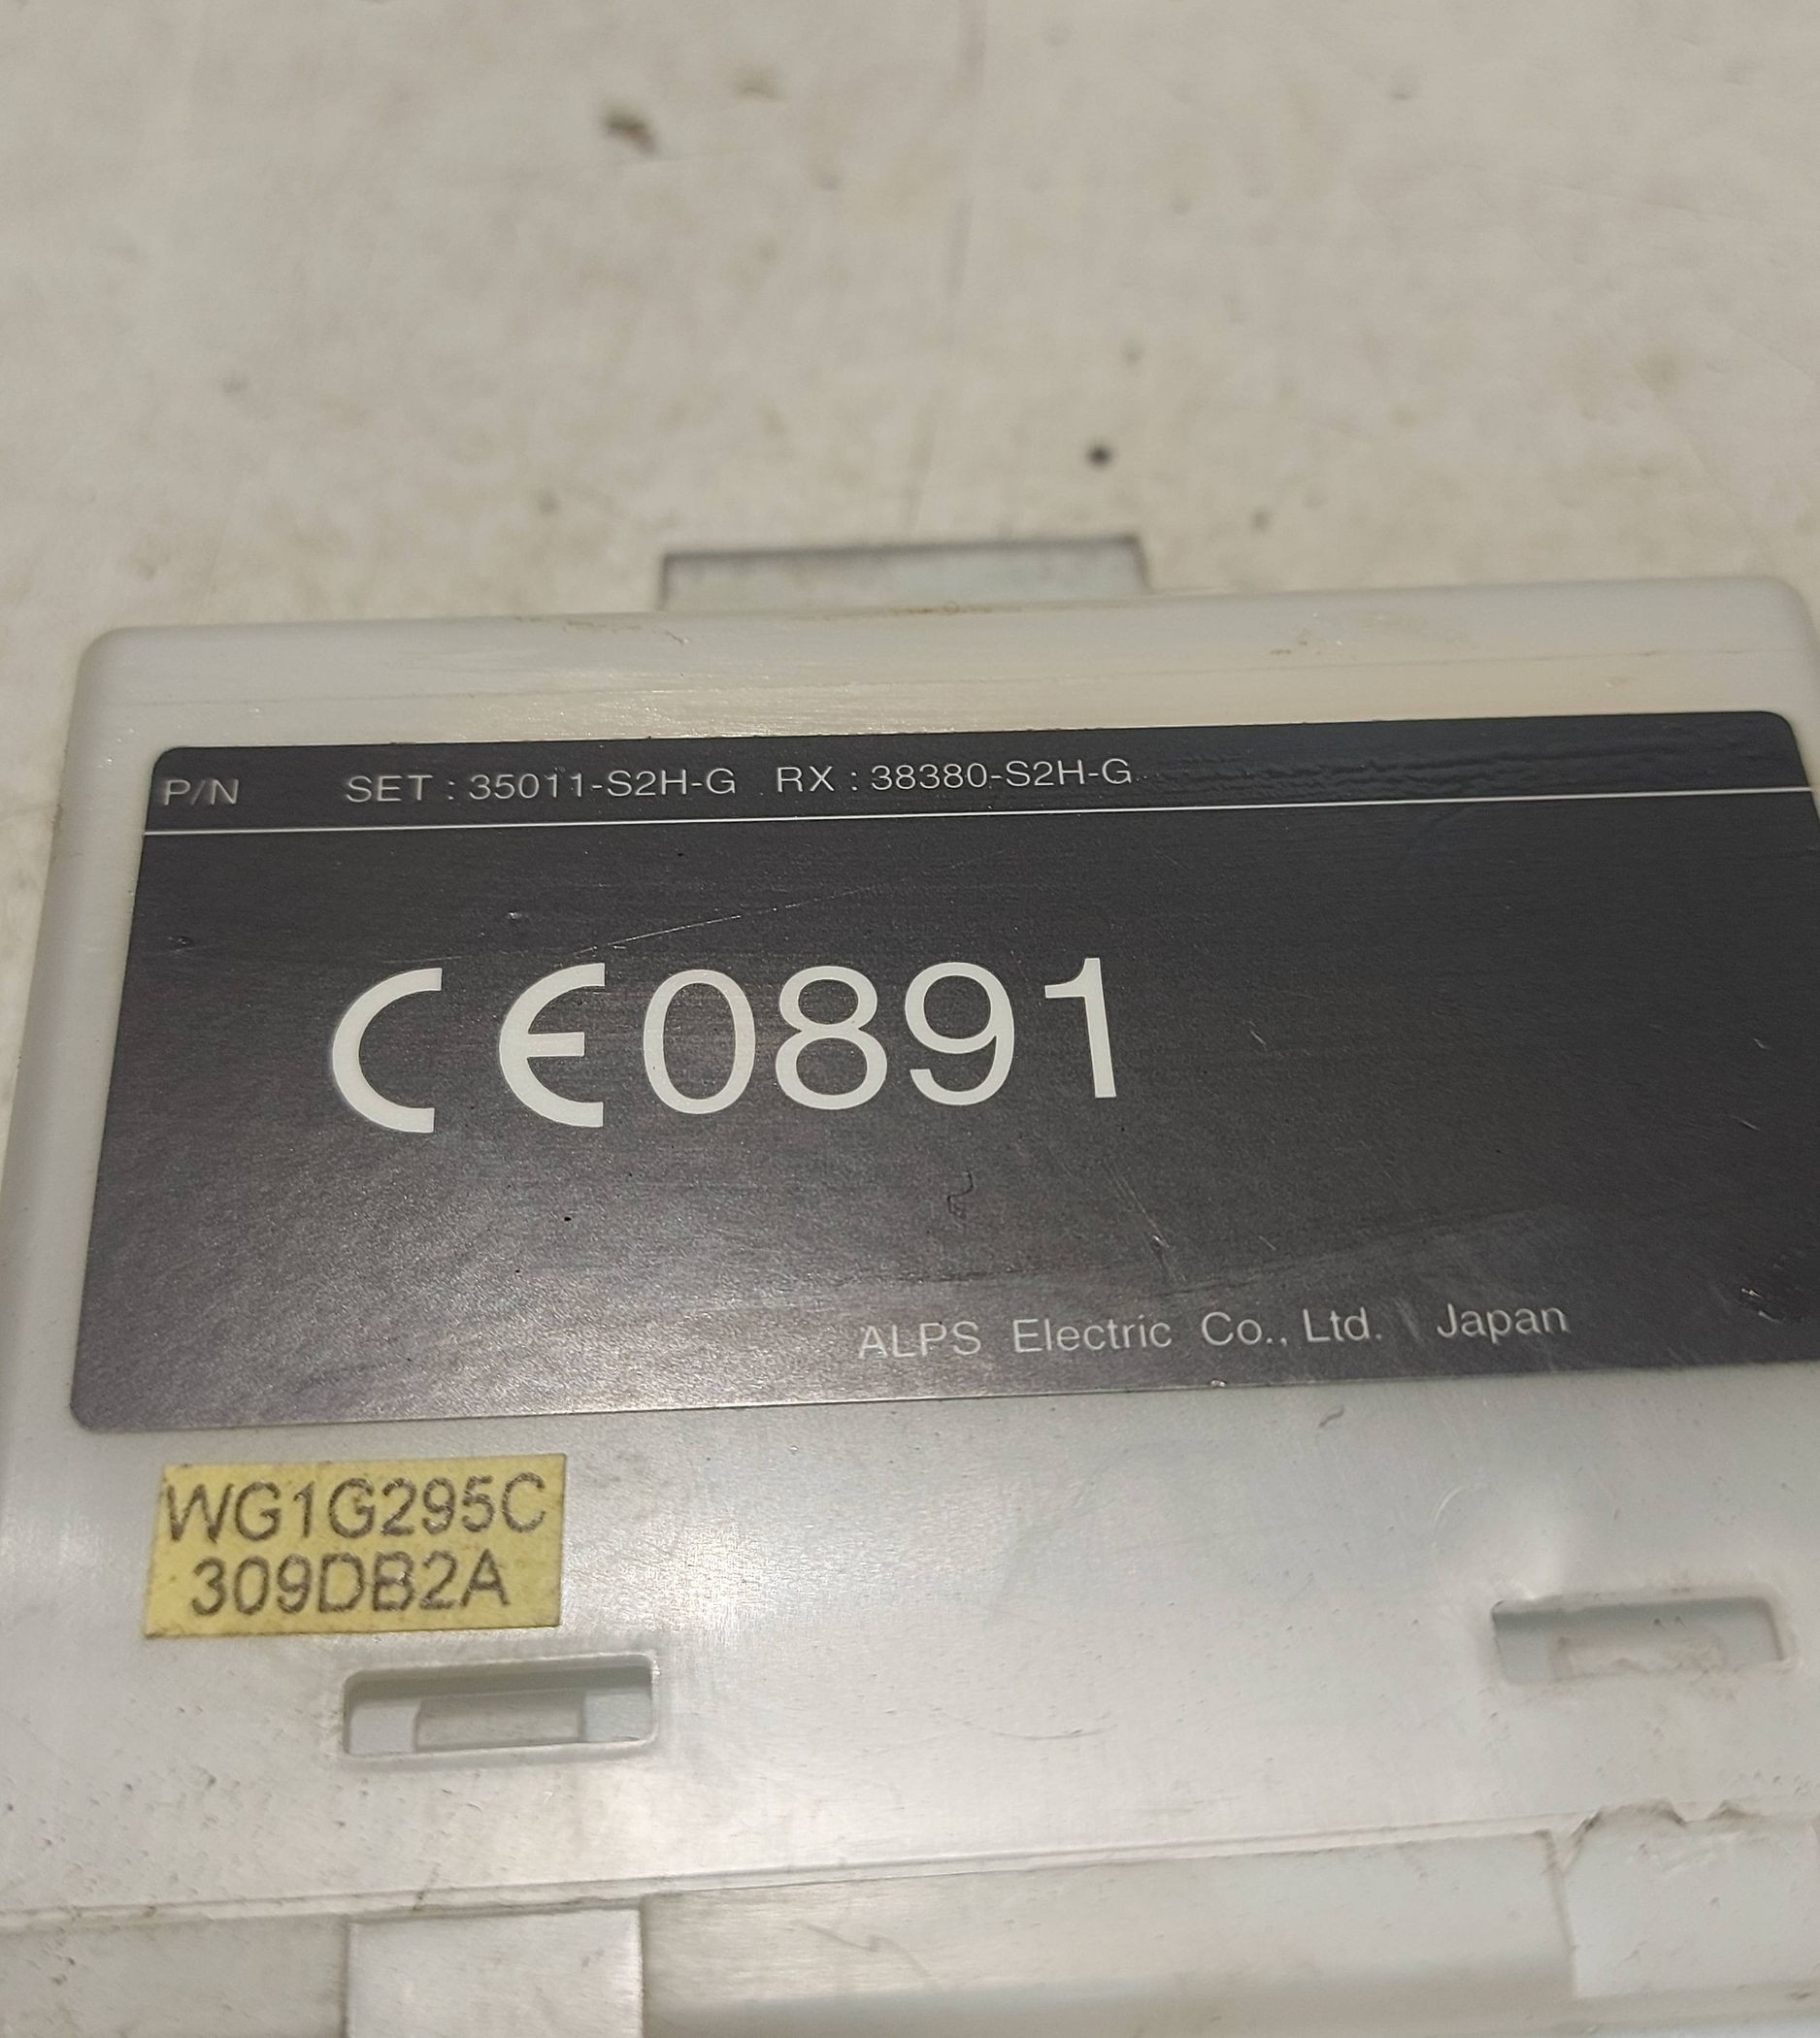 P/N SET : 35011-S2H-G RX : 38380-S2H-G
CE0891
ALPS Electric Co., Ltd. Japan
WG1G295C
309DB2A